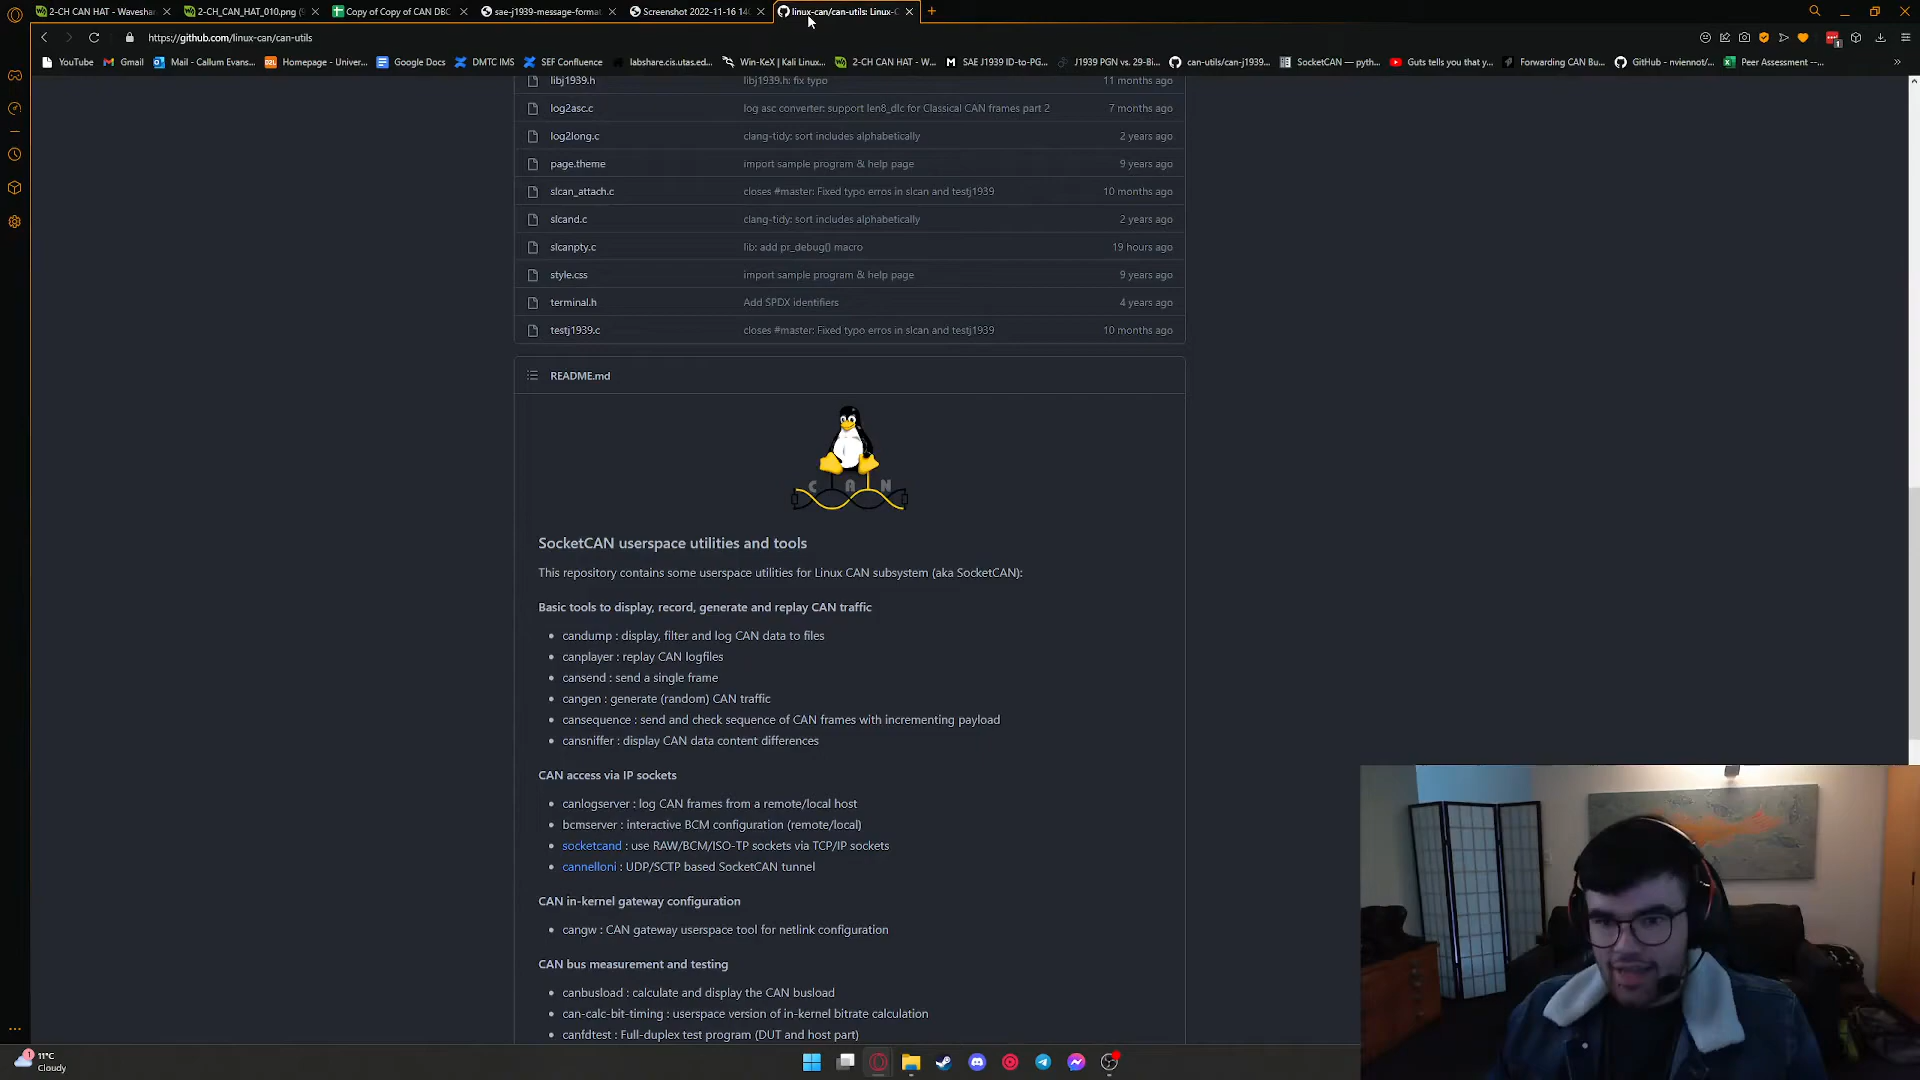 2-CH CAN HAT - Wavesha
2-CH_CAN_HAT_010.png (
Copy of Copy of CAN DBC
sae-j1939-message-format
Screenshot 2022-11-16 14
linux-can/can-utils: Linux-C
https://github.com/linux-can/can-utils
1
YouTube
Gmail
Mail - Callum Evans...
Homepage - Univer...
Google Docs
DMTC IMS
SEF Confluence
labshare.cis.utas.ed...
Win-KeX | Kali Linux...
2-CH CAN HAT - W...
SAE J1939 ID-to-PG...
J1939 PGN vs. 29-Bi...
can-utils/can-j1939...
SocketCAN — pyth...
Guts tells you that y...
Forwarding CAN Bu...
GitHub - nviennot/...
Peer Assessment --...
»
libj1939.h libj1939.h: fix typo 11 months ago
log2asc.c log asc converter: support len8_dlc for Classical CAN frames part 2 7 months ago
log2long.c clang-tidy: sort includes alphabetically 2 years ago
page.theme import sample program & help page 9 years ago
slcan_attach.c closes #master: Fixed typo erros in slcan and testj1939 10 months ago
slcand.c clang-tidy: sort includes alphabetically 2 years ago
slcanpty.c lib: add pr_debug() macro 19 hours ago
style.css import sample program & help page 9 years ago
terminal.h Add SPDX identifiers 4 years ago
testj1939.c closes #master: Fixed typo erros in slcan and testj1939 10 months ago
README.md
C A N
SocketCAN userspace utilities and tools
This repository contains some userspace utilities for Linux CAN subsystem (aka SocketCAN):
Basic tools to display, record, generate and replay CAN traffic
• candump : display, filter and log CAN data to files
• canplayer : replay CAN logfiles
• cansend : send a single frame
• cangen : generate (random) CAN traffic
• cansequence : send and check sequence of CAN frames with incrementing payload
• cansniffer : display CAN data content differences
CAN access via IP sockets
• canlogserver : log CAN frames from a remote/local host
• bcmserver : interactive BCM configuration (remote/local)
• socketcand : use RAW/BCM/ISO-TP sockets via TCP/IP sockets
• cannelloni : UDP/SCTP based SocketCAN tunnel
CAN in-kernel gateway configuration
• cangw : CAN gateway userspace tool for netlink configuration
CAN bus measurement and testing
• canbusload : calculate and display the CAN busload
• can-calc-bit-timing : userspace version of in-kernel bitrate calculation
• canfdtest : Full-duplex test program (DUT and host part)
1
11°C
Cloudy